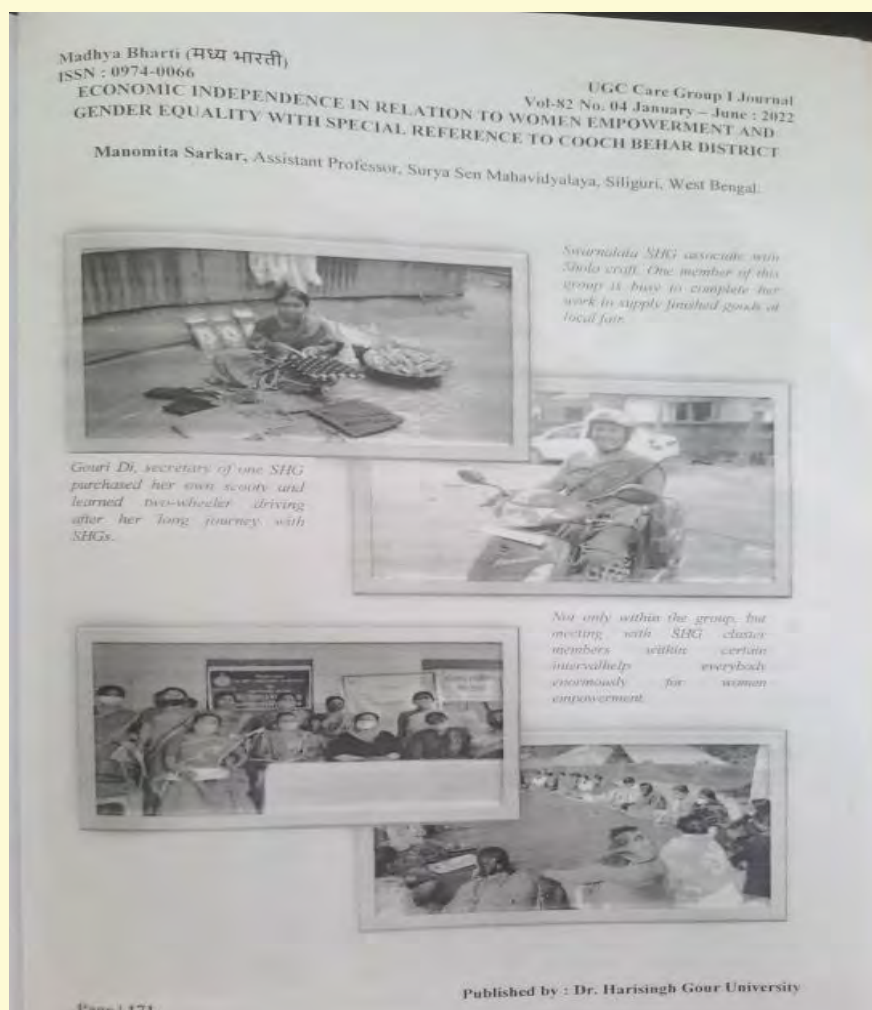 Madhya Bharti (मध्य भारती)
ISSN : 0974-0066
UGC Care Group I Journal
Vol-82 No. 04 January – June : 2022
ECONOMIC INDEPENDENCE IN RELATION TO WOMEN EMPOWERMENT AND
GENDER EQUALITY WITH SPECIAL REFERENCE TO COOCH BEHAR DISTRICT
Manomita Sarkar, Assistant Professor, Surya Sen Mahavidyalaya, Siliguri, West Bengal.
Swarnalata SHG associate with
Shola craft. One member of this
group is busy to complete her
work to supply finished goods at
local fair.
Gouri Di, secretary of one SHG
purchased her own scooty and
learned two-wheeler driving
after her long journey with
SHGs.
Not only within the group, but
meeting with SHG cluster
members within certain
intervalhelp everybody
enormously for women
empowerment.
Published by : Dr. Harisingh Gour University
Page | 171